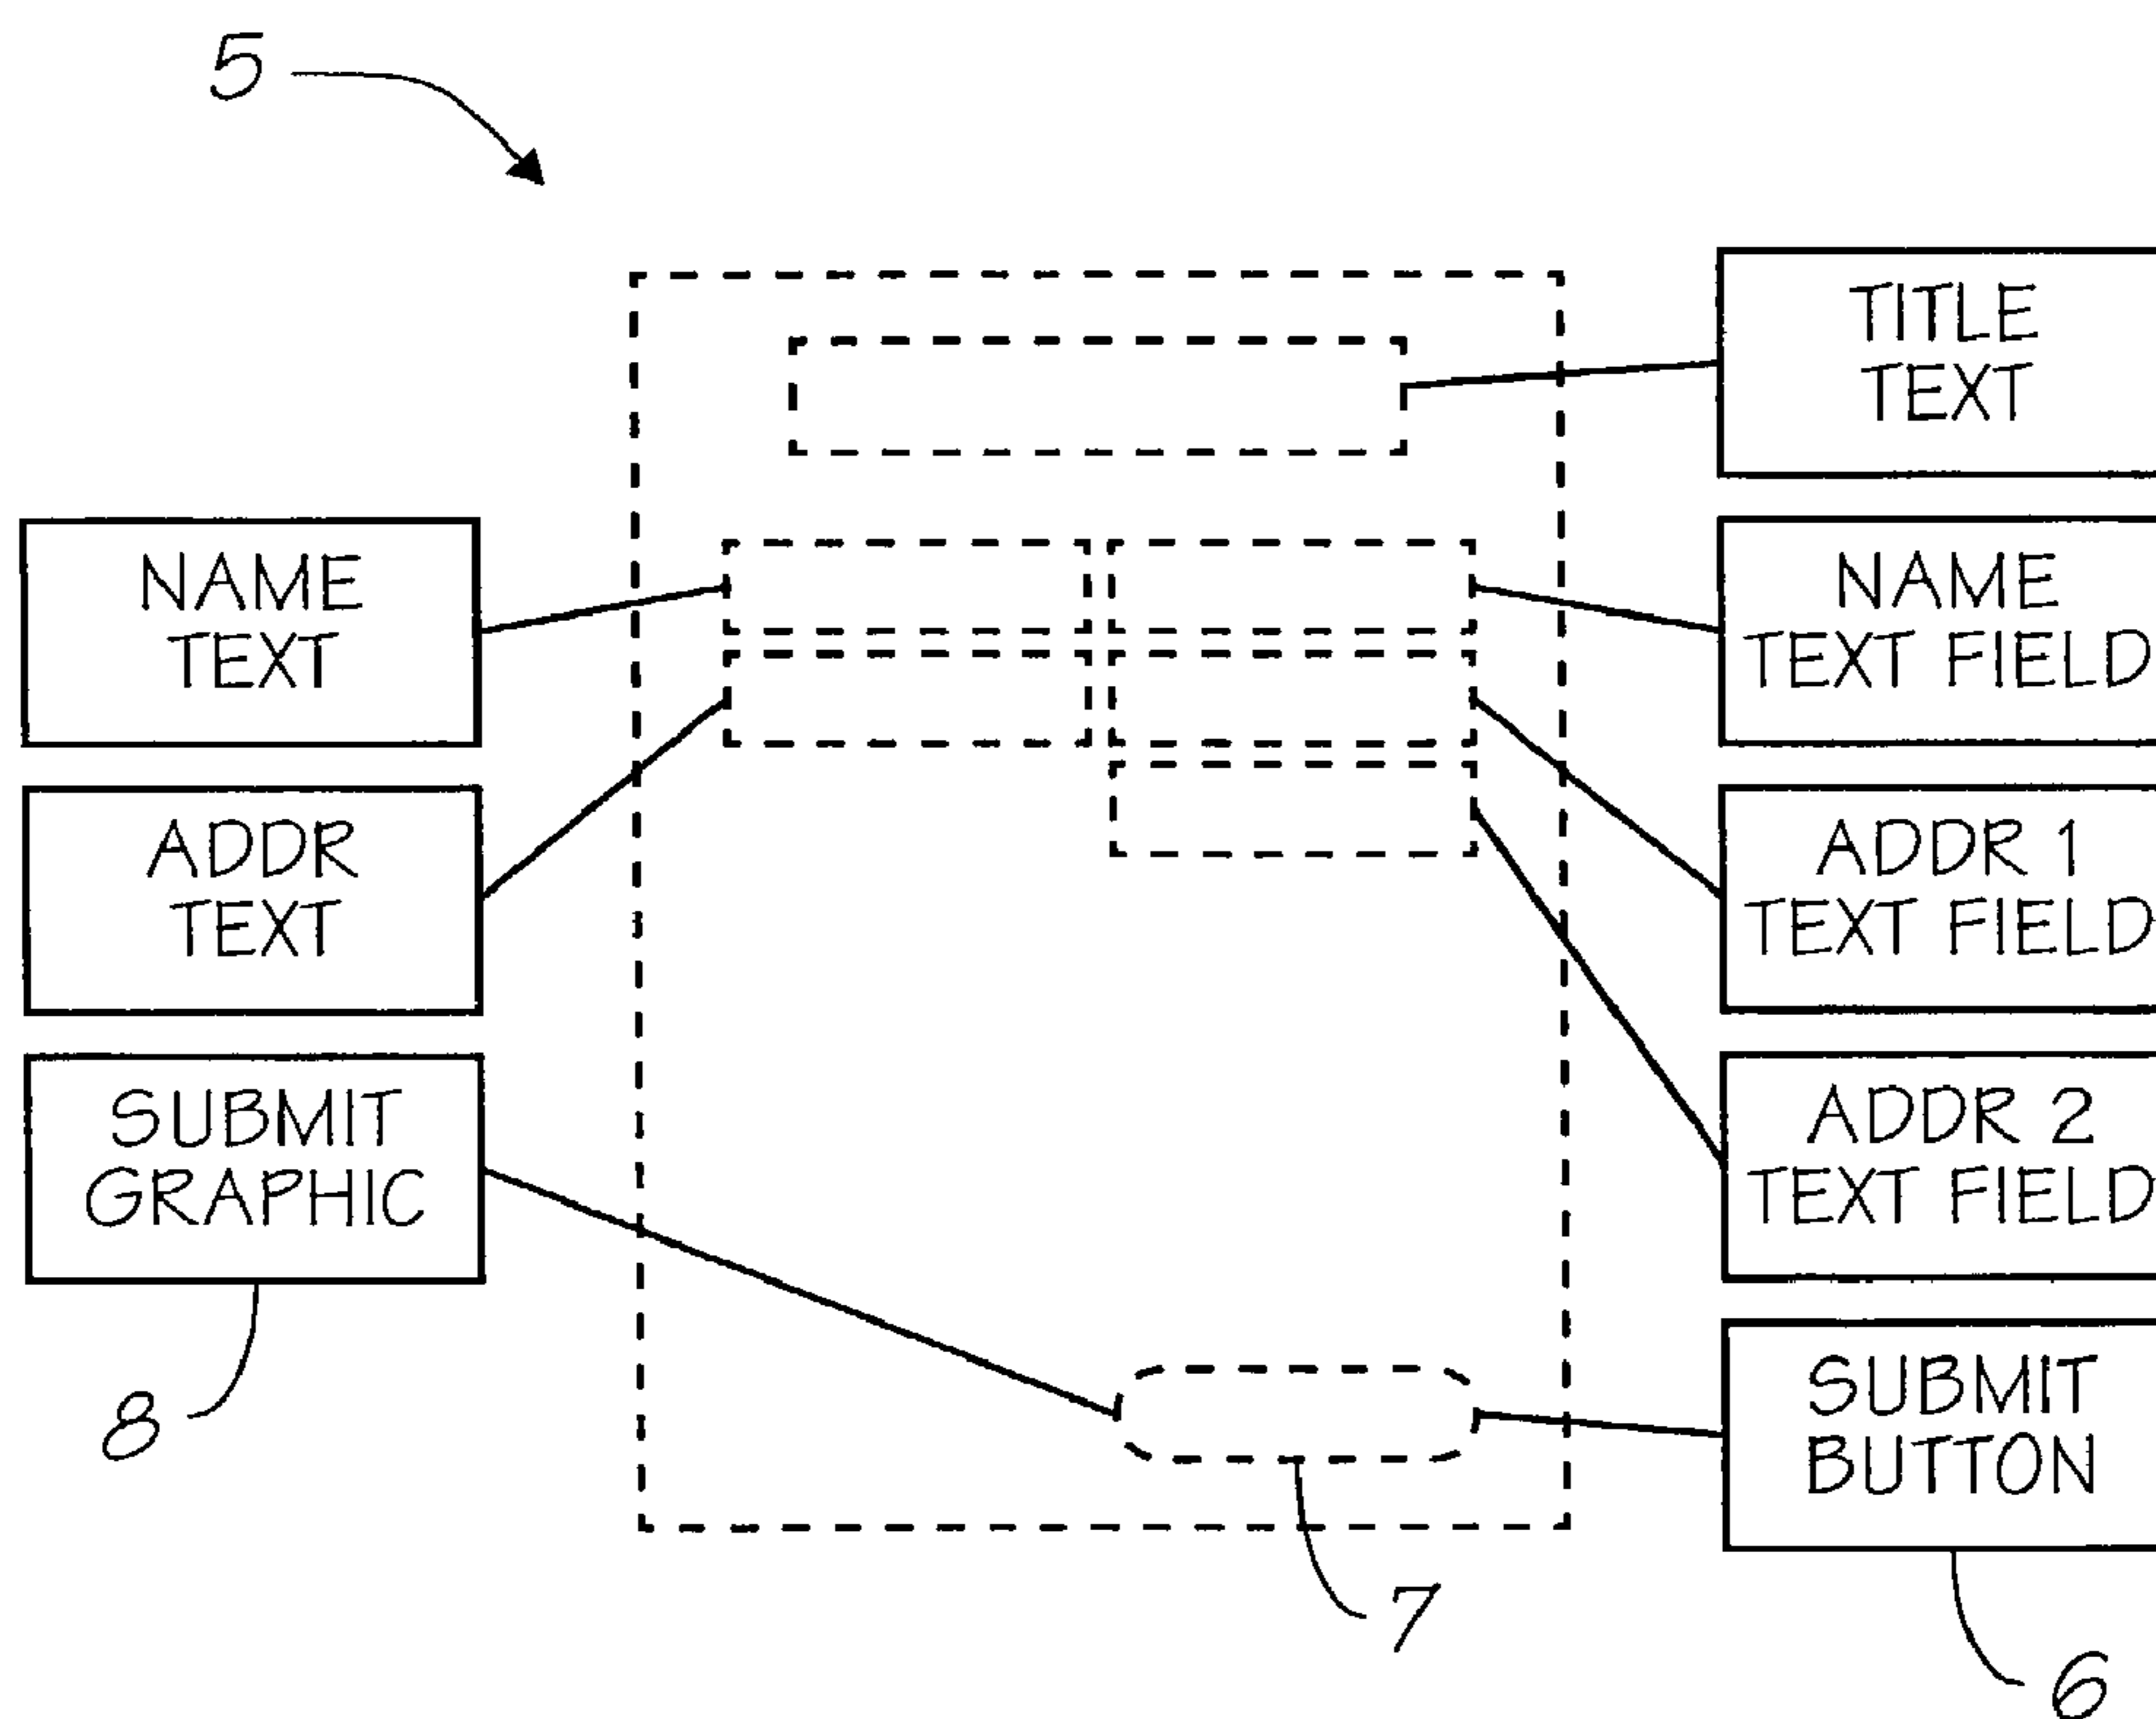 5
TITLE
TEXT
NAME
TEXT
NAME
TEXT FIELD
ADDR
TEXT
ADDR 1
TEXT FIELD
SUBMIT
GRAPHIC
ADDR 2
TEXT FIELD
SUBMIT
BUTTON
8
7
6